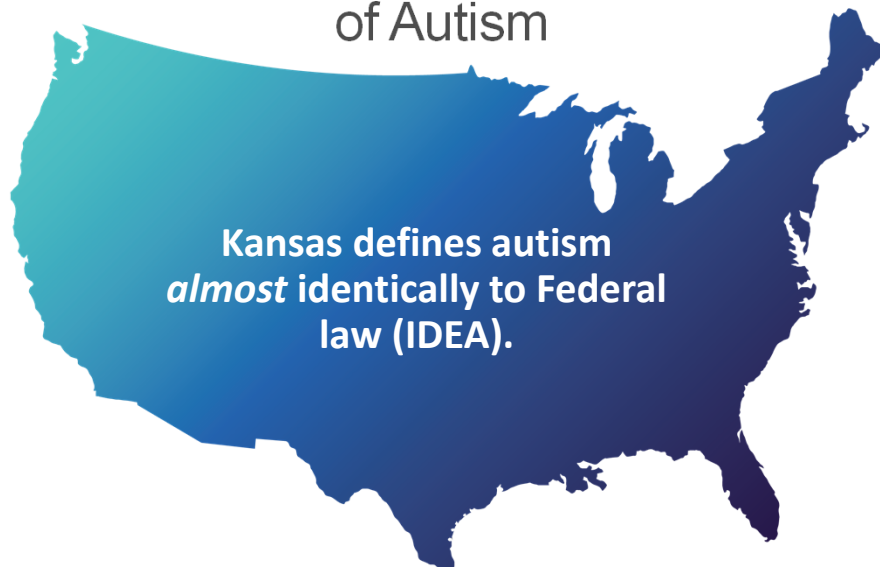 of Autism
Kansas defines autism
almost identically to Federal
law (IDEA).